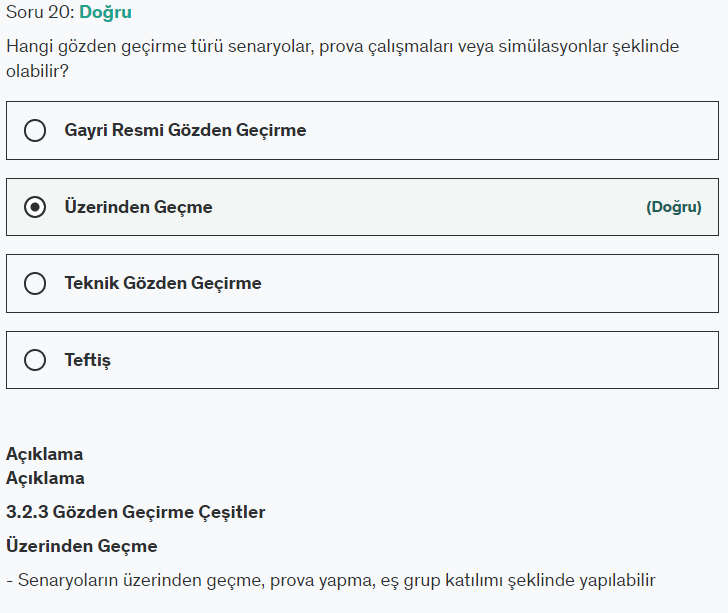 Soru 20: Doğru
Hangi gözden geçirme türü senaryolar, prova çalışmaları veya simülasyonlar şeklinde
olabilir?
Gayri Resmi Gözden Geçirme
Üzerinden Geçme (Doğru)
Teknik Gözden Geçirme
Teftiş
Açıklama
Açıklama
3.2.3 Gözden Geçirme Çeşitler
Üzerinden Geçme
- Senaryoların üzerinden geçme, prova yapma, eş grup katılımı şeklinde yapılabilir